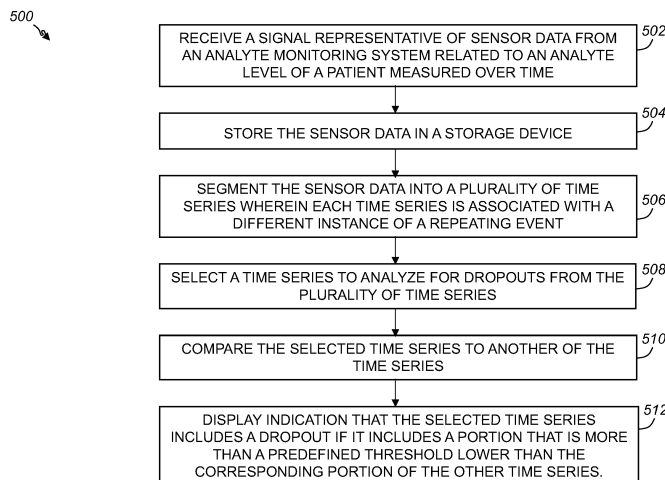 500
RECEIVE A SIGNAL REPRESENTATIVE OF SENSOR DATA FROM
AN ANALYTE MONITORING SYSTEM RELATED TO AN ANALYTE
LEVEL OF A PATIENT MEASURED OVER TIME
502
STORE THE SENSOR DATA IN A STORAGE DEVICE
504
SEGMENT THE SENSOR DATA INTO A PLURALITY OF TIME
SERIES WHEREIN EACH TIME SERIES IS ASSOCIATED WITH A
DIFFERENT INSTANCE OF A REPEATING EVENT
506
SELECT A TIME SERIES TO ANALYZE FOR DROPOUTS FROM THE
PLURALITY OF TIME SERIES
508
COMPARE THE SELECTED TIME SERIES TO ANOTHER OF THE
TIME SERIES
510
DISPLAY INDICATION THAT THE SELECTED TIME SERIES
INCLUDES A DROPOUT IF IT INCLUDES A PORTION THAT IS MORE
THAN A PREDEFINED THRESHOLD LOWER THAN THE
CORRESPONDING PORTION OF THE OTHER TIME SERIES.
512